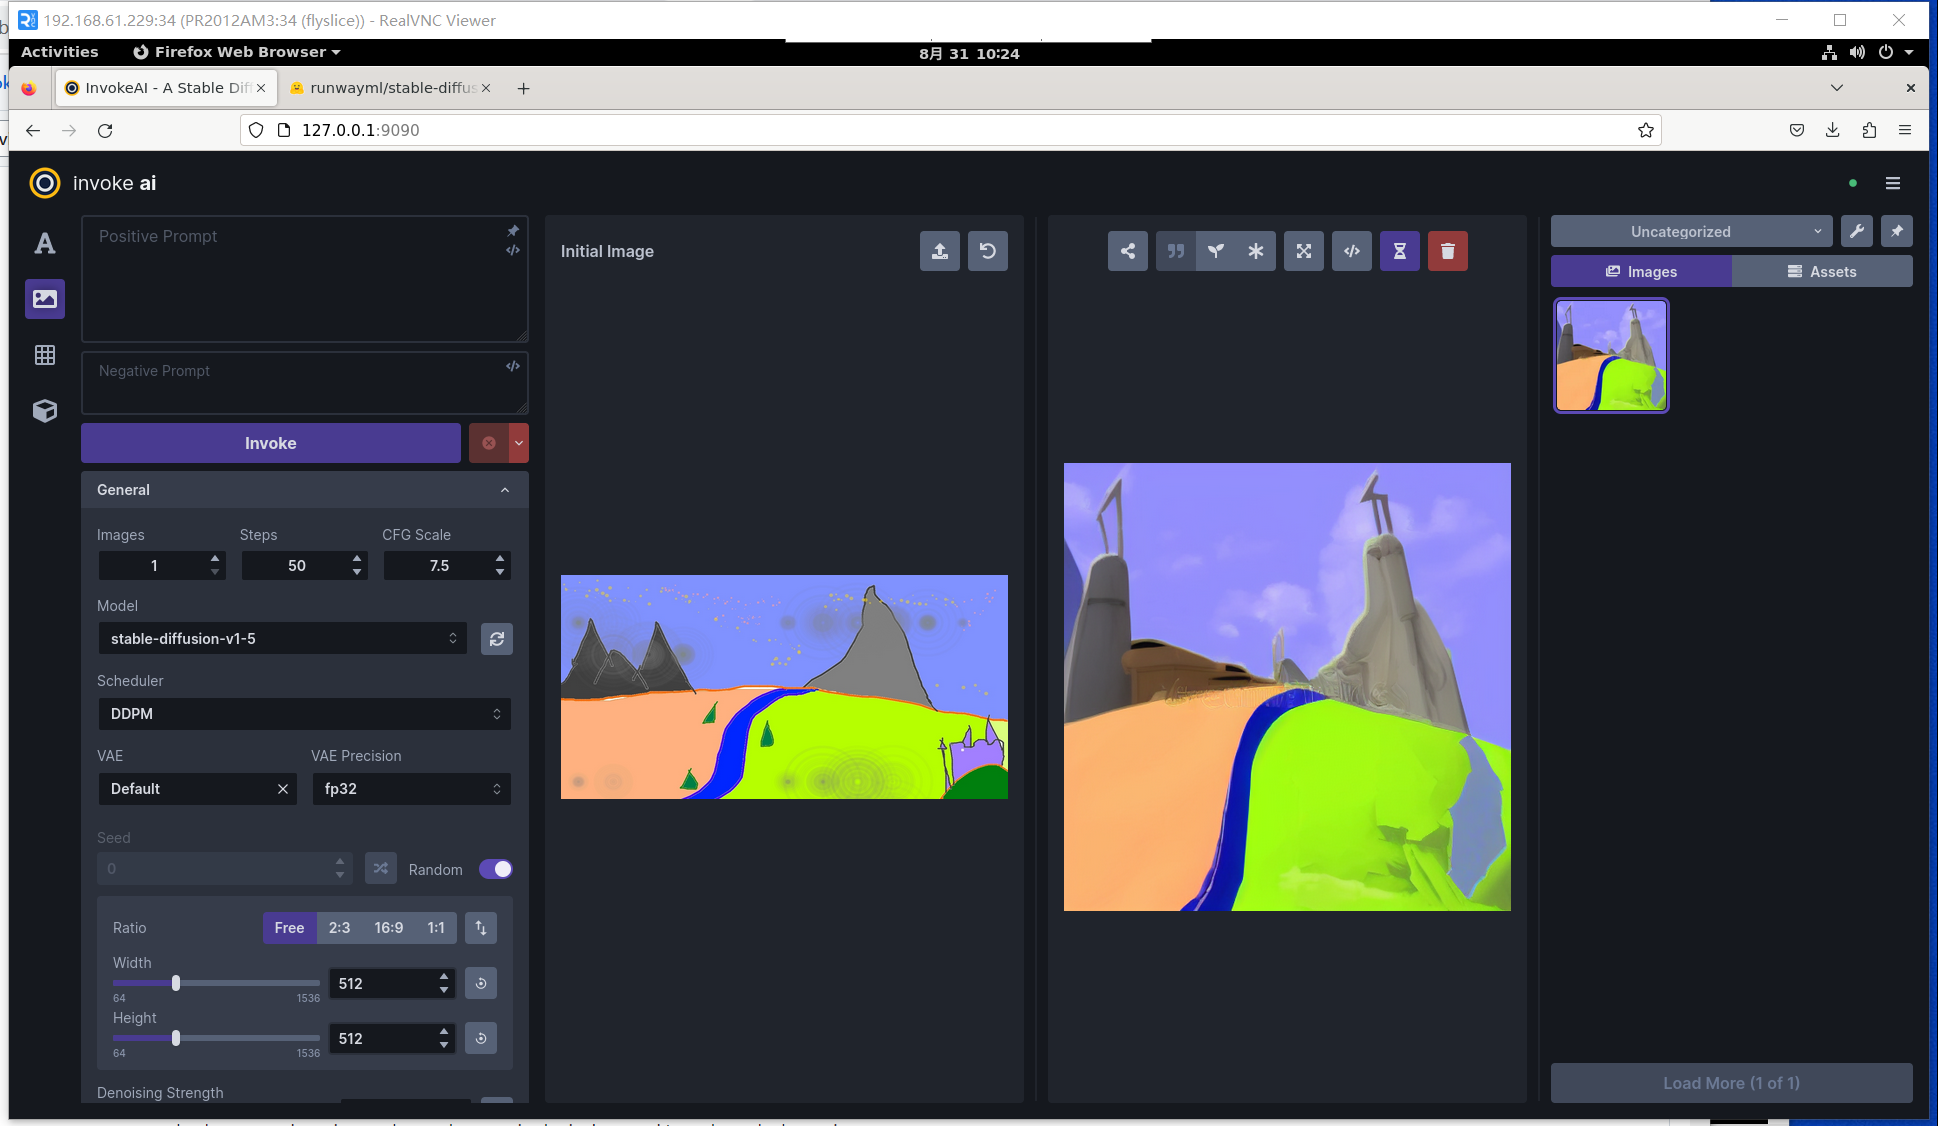 192.168.61.229:34 (PR2012AM3:34 (flyslice)) - RealVNC Viewer
Activities
Firefox Web Browser
8月 31 10:24
InvokeAI - A Stable Dif
runwayml/stable-diffus
127.0.0.1:9090
invoke ai
Positive Prompt
Negative Prompt
Invoke
General
Images
Steps
CFG Scale
1
50
7.5
Model
stable-diffusion-v1-5
Scheduler
DDPM
VAE
VAE Precision
Default
fp32
Seed
0
Random
Ratio
Free
2:3
16:9
1:1
Width
512
64
1536
Height
512
64
1536
Denoising Strength
Initial Image
Uncategorized
Images
Assets
Load More (1 of 1)